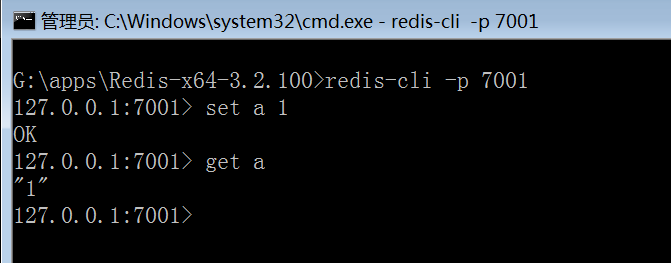 管理员: C:\Windows\system32\cmd.exe - redis-cli  -p 7001
G:\apps\Redis-x64-3.2.100>redis-cli -p 7001
127.0.0.1:7001> set a 1
OK
127.0.0.1:7001> get a
"1"
127.0.0.1:7001>